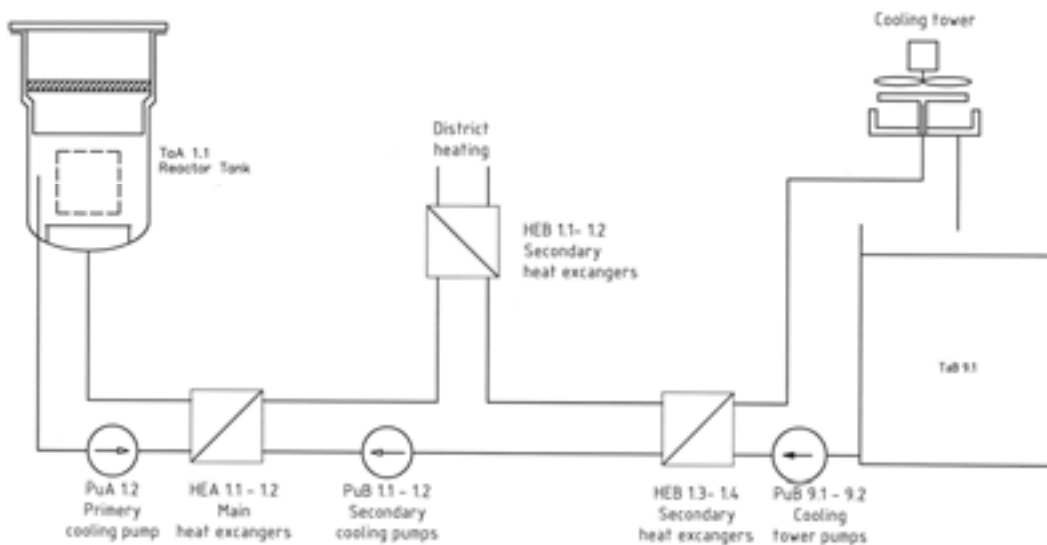 Cooling tower
TaA 1.1
Reactor Tank
District
heating
HEB 1.1- 1.2
Secondary
heat excangers
TaB 9.1
PuA 1.2
Primery
cooling pump
HEA 1.1 - 1.2
Main
heat excangers
PuB 1.1 - 1.2
Secondary
cooling pumps
HEB 1.3- 1.4
Secondary
heat excangers
PuB 9.1 - 9.2
Cooling
tower pumps